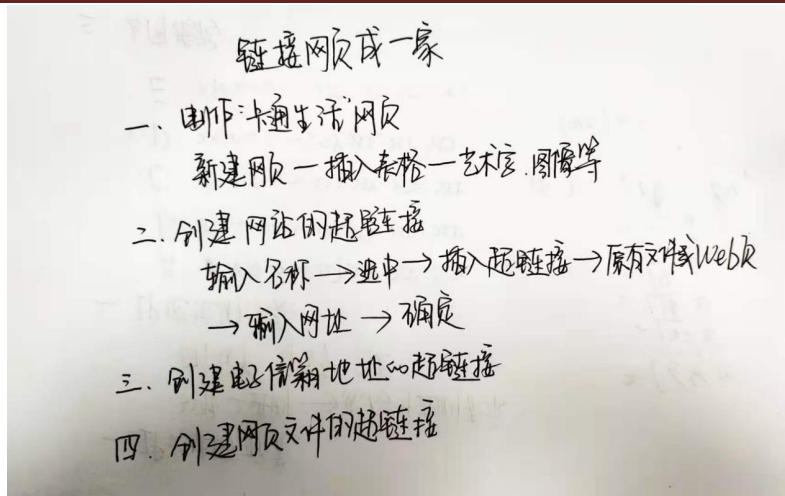 链接网页成一家
一、制作“卡通生活”网页
新建网页—插入表格—艺术字、图像等
二、创建网站的超链接
输入名称→选中→插入超链接→原有文件或Web页
→输入网址→确定
三、创建电子信箱地址的超链接
四、创建网页文件的超链接